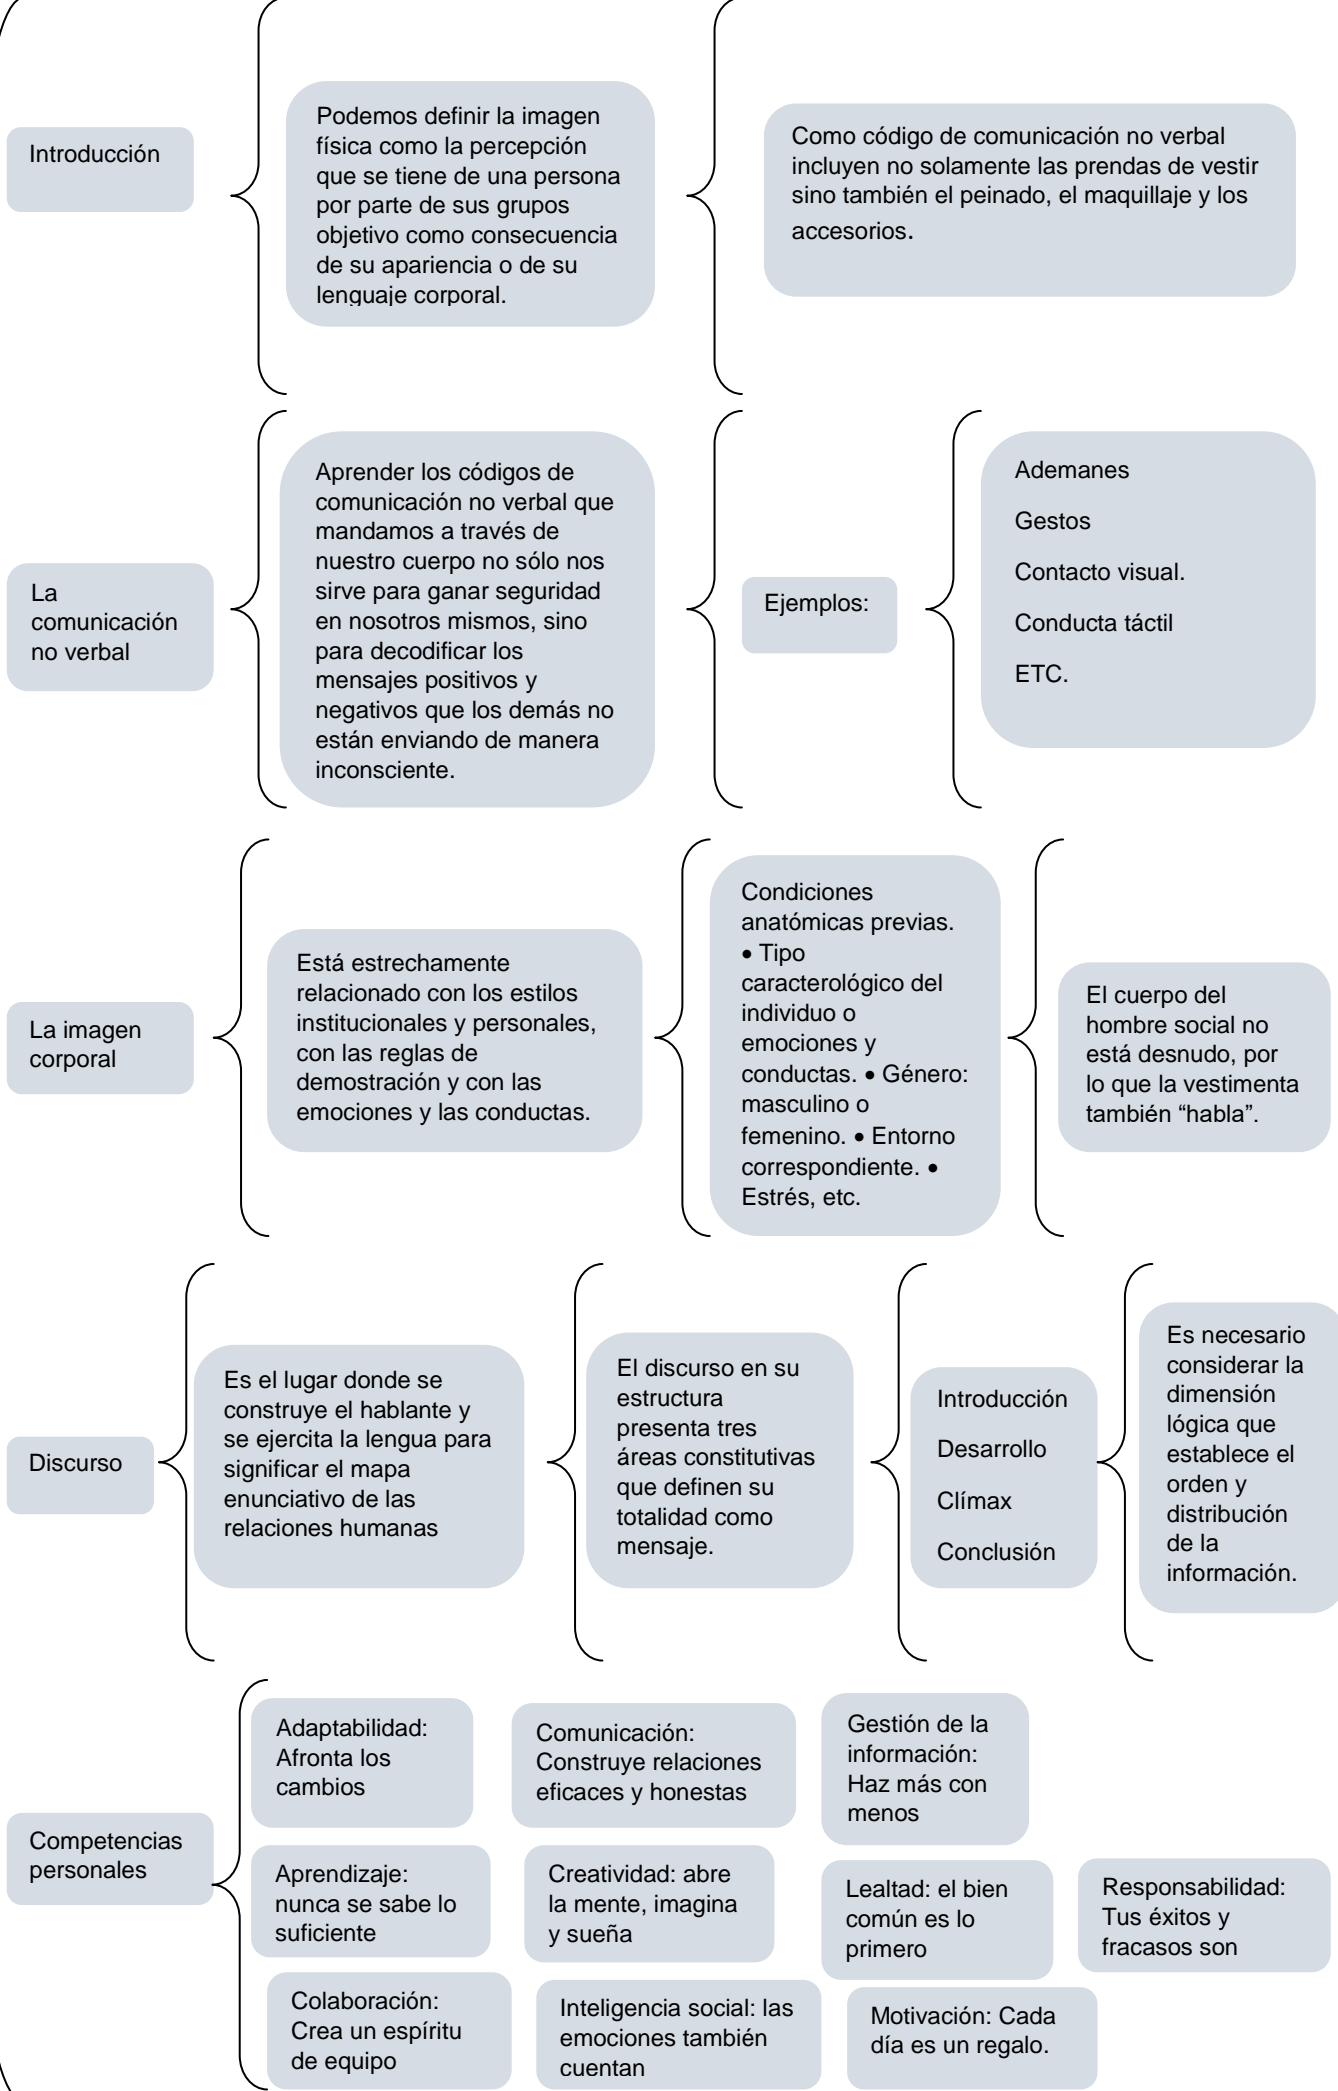 Introducción
Podemos definir la imagen
física como la percepción
que se tiene de una persona
por parte de sus grupos
objetivo como consecuencia
de su apariencia o de su
lenguaje corporal.
Como código de comunicación no verbal
incluyen no solamente las prendas de vestir
sino también el peinado, el maquillaje y los
accesorios.
La
comunicación
no verbal
Aprender los códigos de
comunicación no verbal que
mandamos a través de
nuestro cuerpo no sólo nos
sirve para ganar seguridad
en nosotros mismos, sino
para decodificar los
mensajes positivos y
negativos que los demás no
están enviando de manera
inconsciente.
Ejemplos:
Ademanes
Gestos
Contacto visual.
Conducta táctil
ETC.
La imagen
corporal
Está estrechamente
relacionado con los estilos
institucionales y personales,
con las reglas de
demostración y con las
emociones y las conductas.
Condiciones
anatómicas previas.
• Tipo
caracterológico del
individuo o
emociones y
conductas. • Género:
masculino o
femenino. • Entorno
correspondiente. •
Estrés, etc.
El cuerpo del
hombre social no
está desnudo, por
lo que la vestimenta
también “habla”.
Discurso
Es el lugar donde se
construye el hablante y
se ejercita la lengua para
significar el mapa
enunciativo de las
relaciones humanas
El discurso en su
estructura
presenta tres
áreas constitutivas
que definen su
totalidad como
mensaje.
Introducción
Desarrollo
Clímax
Conclusión
Es necesario
considerar la
dimensión
lógica que
establece el
orden y
distribución
de la
información.
Competencias
personales
Adaptabilidad:
Afronta los
cambios
Comunicación:
Construye relaciones
eficaces y honestas
Gestión de la
información:
Haz más con
menos
Aprendizaje:
nunca se sabe lo
suficiente
Creatividad: abre
la mente, imagina
y sueña
Lealtad: el bien
común es lo
primero
Responsabilidad:
Tus éxitos y
fracasos son
Colaboración:
Crea un espíritu
de equipo
Inteligencia social: las
emociones también
cuentan
Motivación: Cada
día es un regalo.